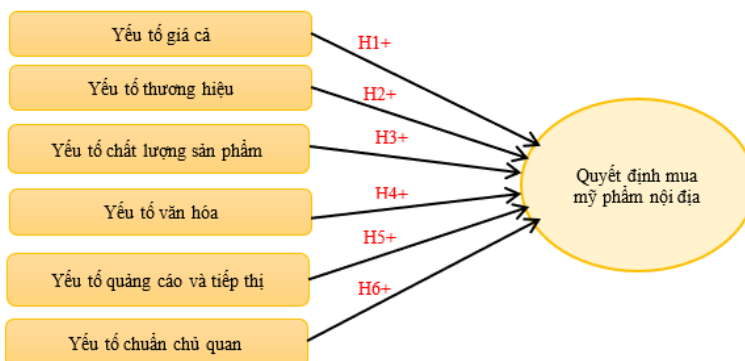 Yếu tố giá cả
H1+
Yếu tố thương hiệu
H2+
Yếu tố chất lượng sản phẩm
H3+
Yếu tố văn hóa
H4+
Yếu tố quảng cáo và tiếp thị
H5+
Yếu tố chuẩn chủ quan
H6+
Quyết định mua
mỹ phẩm nội địa